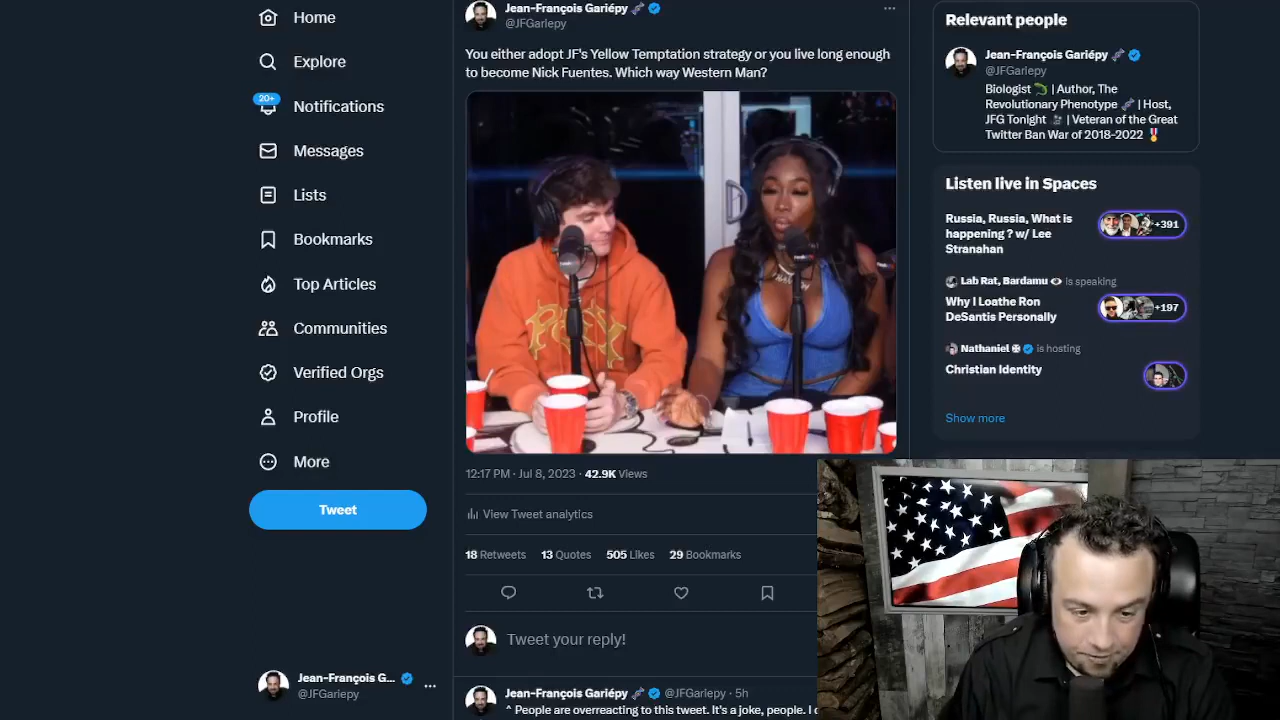 Home
Explore
20+
Notifications
Messages
Lists
Bookmarks
Top Articles
Communities
Verified Orgs
Profile
More
Tweet
Jean-François G...
@JFGariepy
Jean-François Gariépy
@JFGariepy
You either adopt JF's Yellow Temptation strategy or you live long enough
to become Nick Fuentes. Which way Western Man?
12:17 PM · Jul 8, 2023 · 42.9K Views
View Tweet analytics
18 Retweets 13 Quotes 505 Likes 29 Bookmarks
Tweet your reply!
Jean-François Gariépy @JFGariepy · 5h
^ People are overreacting to this tweet. It's a joke, people. I
Relevant people
Jean-François Gariépy
@JFGariepy
Biologist | Author, The
Revolutionary Phenotype | Host,
JFG Tonight | Veteran of the Great
Twitter Ban War of 2018-2022
Listen live in Spaces
Russia, Russia, What is
happening ? w/ Lee
Stranahan
+391
Lab Rat, Bardamu is speaking
Why I Loathe Ron
DeSantis Personally
+197
Nathaniel is hosting
Christian Identity
Show more